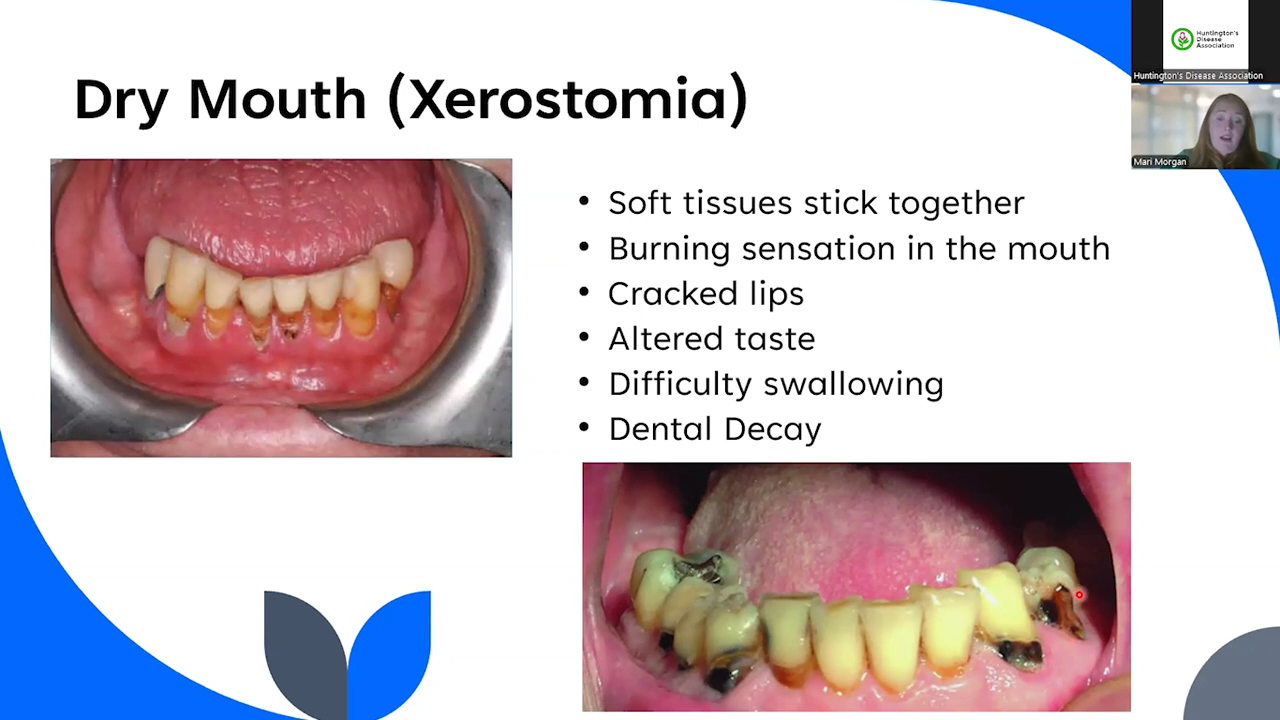 Dry Mouth (Xerostomia)
• Soft tissues stick together
• Burning sensation in the mouth
• Cracked lips
• Altered taste
• Difficulty swallowing
• Dental Decay
Huntington's
Disease
Association
Huntington's Disease Association
Mari Morgan